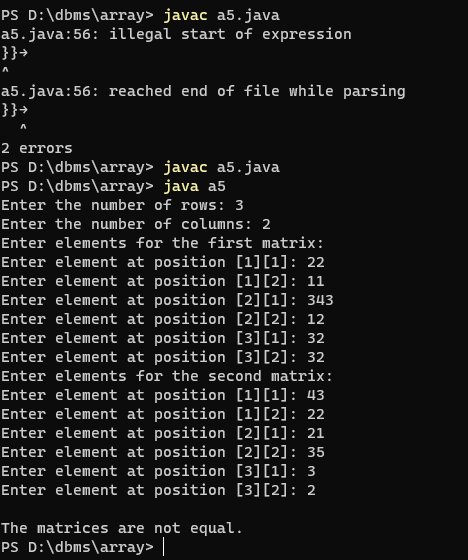 PS D:\dbms\array> javac a5.java
a5.java:56: illegal start of expression
}}→
^
a5.java:56: reached end of file while parsing
}}→
  ^
2 errors
PS D:\dbms\array> javac a5.java
PS D:\dbms\array> java a5
Enter the number of rows: 3
Enter the number of columns: 2
Enter elements for the first matrix:
Enter element at position [1][1]: 22
Enter element at position [1][2]: 11
Enter element at position [2][1]: 343
Enter element at position [2][2]: 12
Enter element at position [3][1]: 32
Enter element at position [3][2]: 32
Enter elements for the second matrix:
Enter element at position [1][1]: 43
Enter element at position [1][2]: 22
Enter element at position [2][1]: 21
Enter element at position [2][2]: 35
Enter element at position [3][1]: 3
Enter element at position [3][2]: 2

The matrices are not equal.
PS D:\dbms\array>